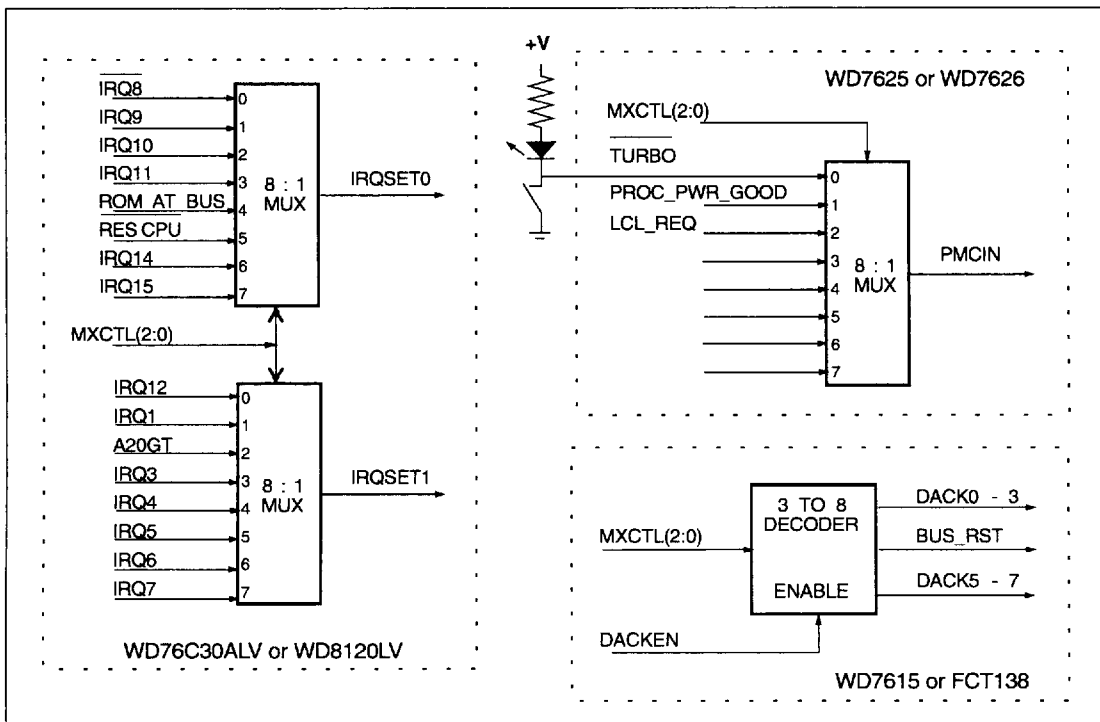 IRQ8
0
IRQ9
1
IRQ10
2
IRQ11
3
ROM_AT_BUS
4
RES CPU
5
IRQ14
6
IRQ15
7
8 : 1
MUX
IRQSET0
MXCTL(2:0)
IRQ12
0
IRQ1
1
A20GT
2
IRQ3
3
IRQ4
4
IRQ5
5
IRQ6
6
IRQ7
7
8 : 1
MUX
IRQSET1
WD76C30ALV or WD8120LV
+V
WD7625 or WD7626
MXCTL(2:0)
TURBO
0
PROC_PWR_GOOD
1
LCL_REQ
2
3
4
5
6
7
8 : 1
MUX
PMCIN
MXCTL(2:0)
3 TO 8
DECODER
ENABLE
DACKEN
DACK0 - 3
BUS_RST
DACK5 - 7
WD7615 or FCT138